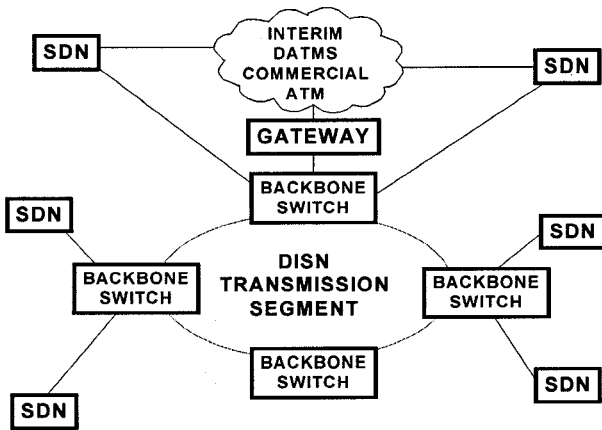 SDN
INTERIM
DATMS
COMMERCIAL
ATM
SDN
GATEWAY
BACKBONE
SWITCH
SDN
SDN
BACKBONE
SWITCH
DISN
TRANSMISSION
SEGMENT
BACKBONE
SWITCH
BACKBONE
SWITCH
SDN
SDN